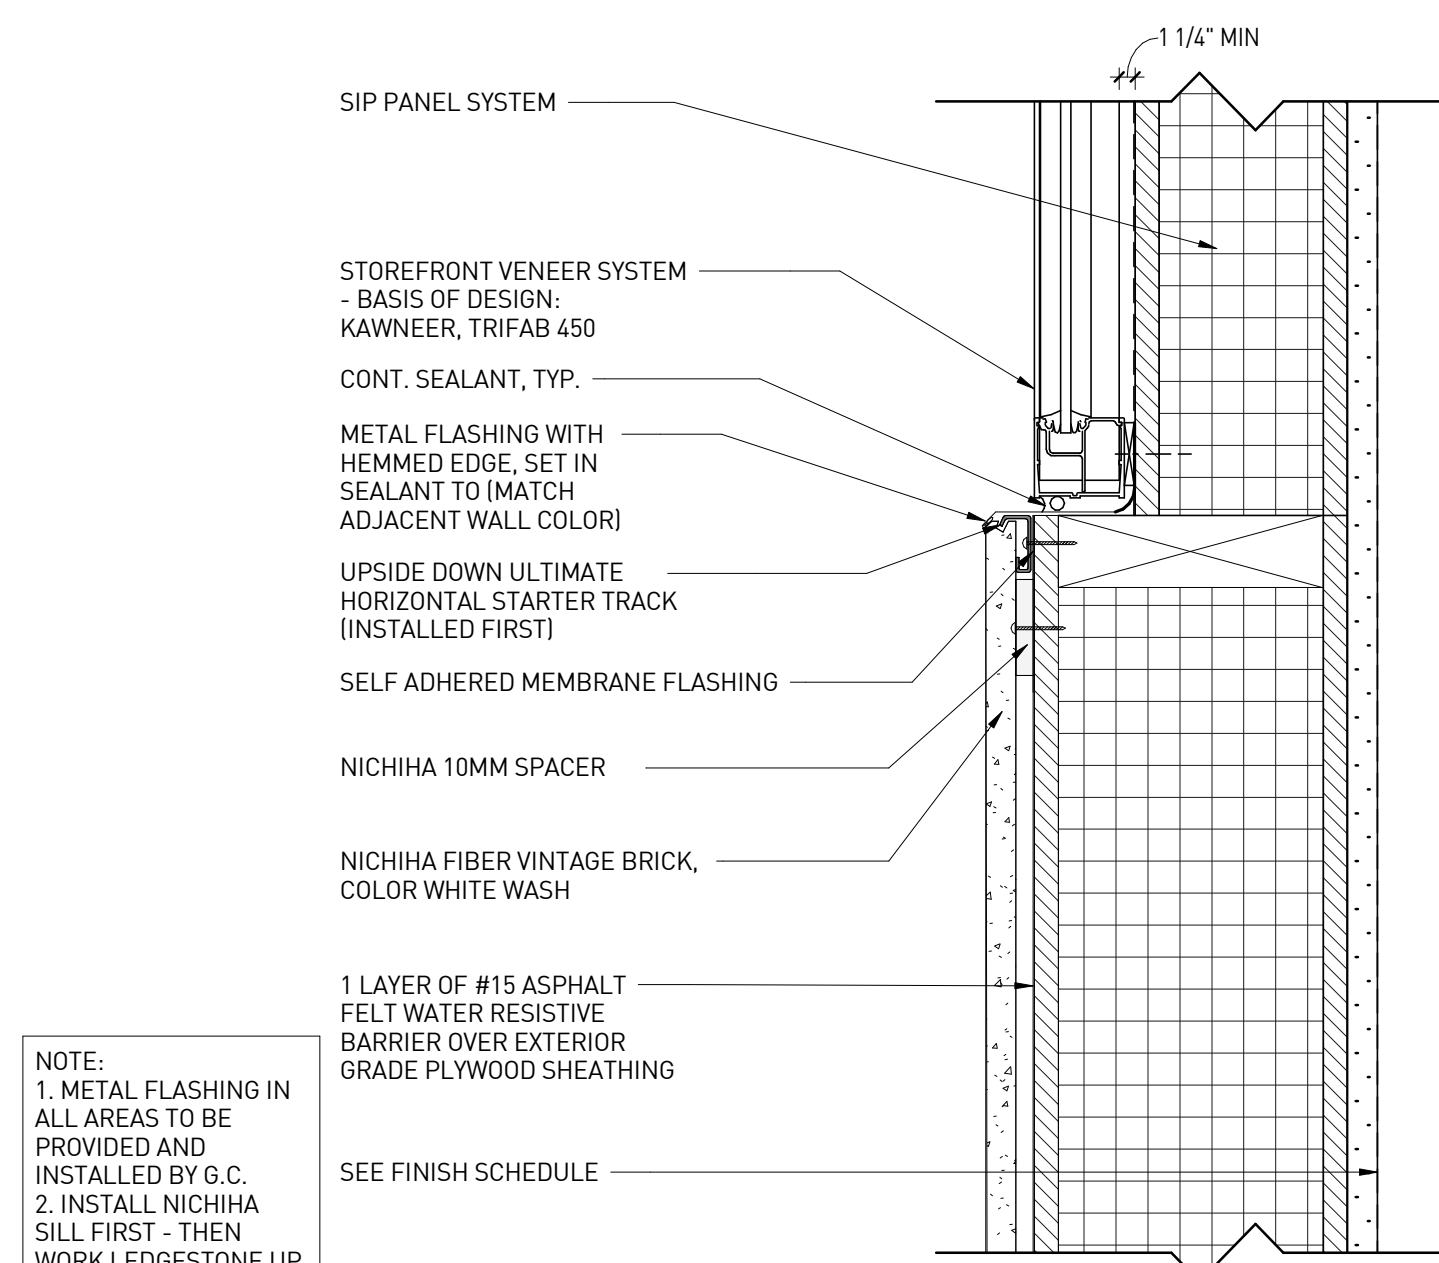 1 1/4" MIN
SIP PANEL SYSTEM
STOREFRONT VENEER SYSTEM
- BASIS OF DESIGN:
KAWNEER, TRIFAB 450
CONT. SEALANT, TYP.
METAL FLASHING WITH
HEMMED EDGE, SET IN
SEALANT TO (MATCH
ADJACENT WALL COLOR)
UPSIDE DOWN ULTIMATE
HORIZONTAL STARTER TRACK
(INSTALLED FIRST)
SELF ADHERED MEMBRANE FLASHING
NICHIHA 10MM SPACER
NICHIHA FIBER VINTAGE BRICK,
COLOR WHITE WASH
1 LAYER OF #15 ASPHALT
FELT WATER RESISTIVE
BARRIER OVER EXTERIOR
GRADE PLYWOOD SHEATHING
SEE FINISH SCHEDULE
NOTE:
1. METAL FLASHING IN
ALL AREAS TO BE
PROVIDED AND
INSTALLED BY G.C.
2. INSTALL NICHIHA
SILL FIRST - THEN
WORK LEDGESTONE UP